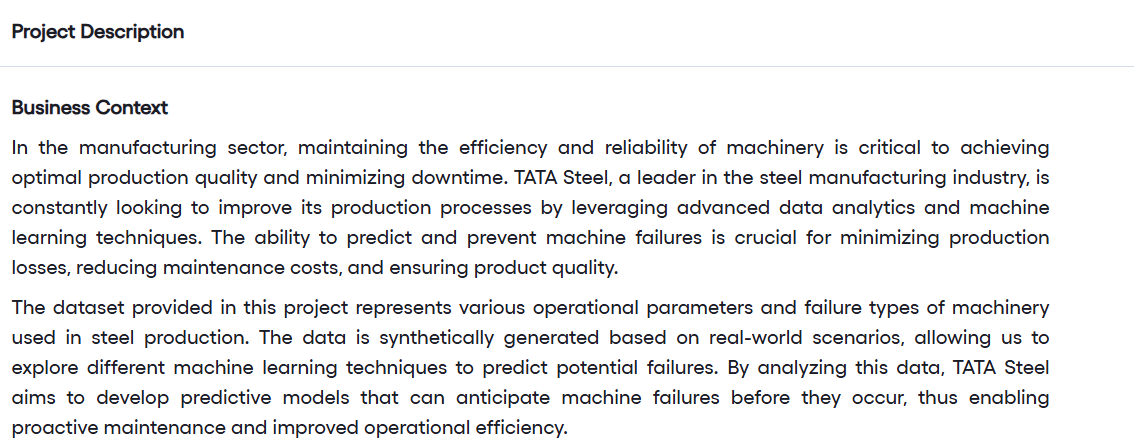 Project Description
Business Context
In the manufacturing sector, maintaining the efficiency and reliability of machinery is critical to achieving
optimal production quality and minimizing downtime. TATA Steel, a leader in the steel manufacturing industry, is
constantly looking to improve its production processes by leveraging advanced data analytics and machine
learning techniques. The ability to predict and prevent machine failures is crucial for minimizing production
losses, reducing maintenance costs, and ensuring product quality.
The dataset provided in this project represents various operational parameters and failure types of machinery
used in steel production. The data is synthetically generated based on real-world scenarios, allowing us to
explore different machine learning techniques to predict potential failures. By analyzing this data, TATA Steel
aims to develop predictive models that can anticipate machine failures before they occur, thus enabling
proactive maintenance and improved operational efficiency.